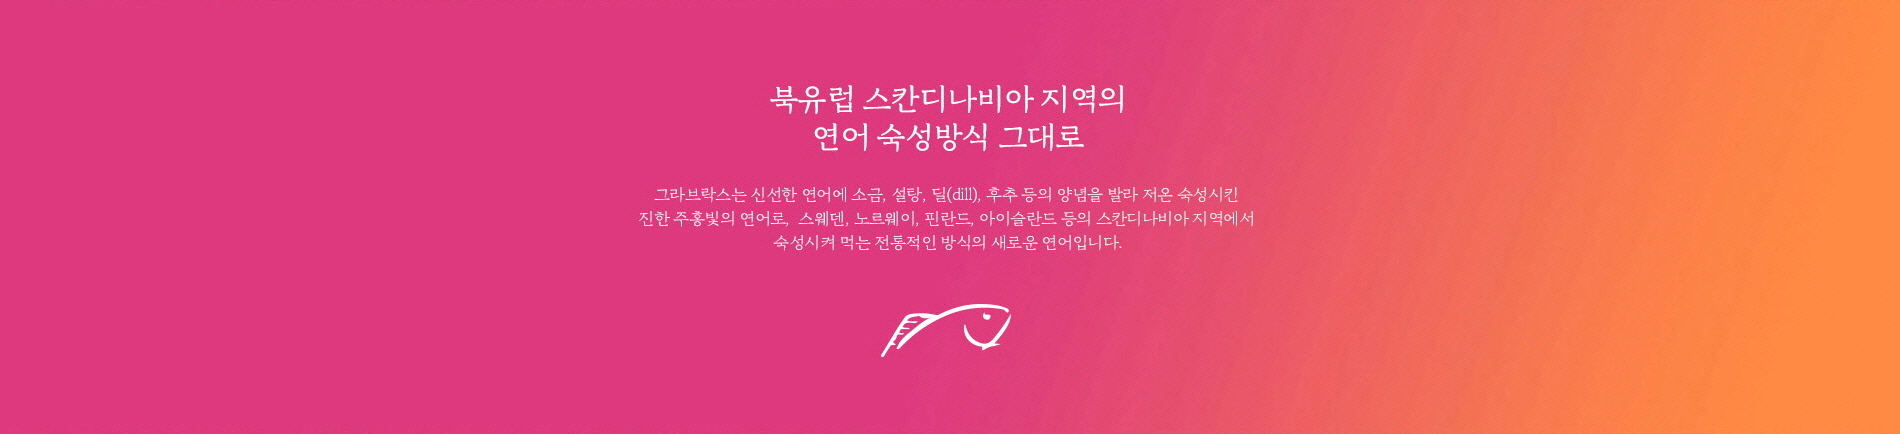 북유럽 스칸디나비아 지역의
연어 숙성방식 그대로
그라브락스는 신선한 연어에 소금, 설탕, 딜(dill), 후추 등의 양념을 발라 저온 숙성시킨
진한 주홍빛의 연어로, 스웨덴, 노르웨이, 핀란드, 아이슬란드 등의 스칸디나비아 지역에서
숙성시켜 먹는 전통적인 방식의 새로운 연어입니다.